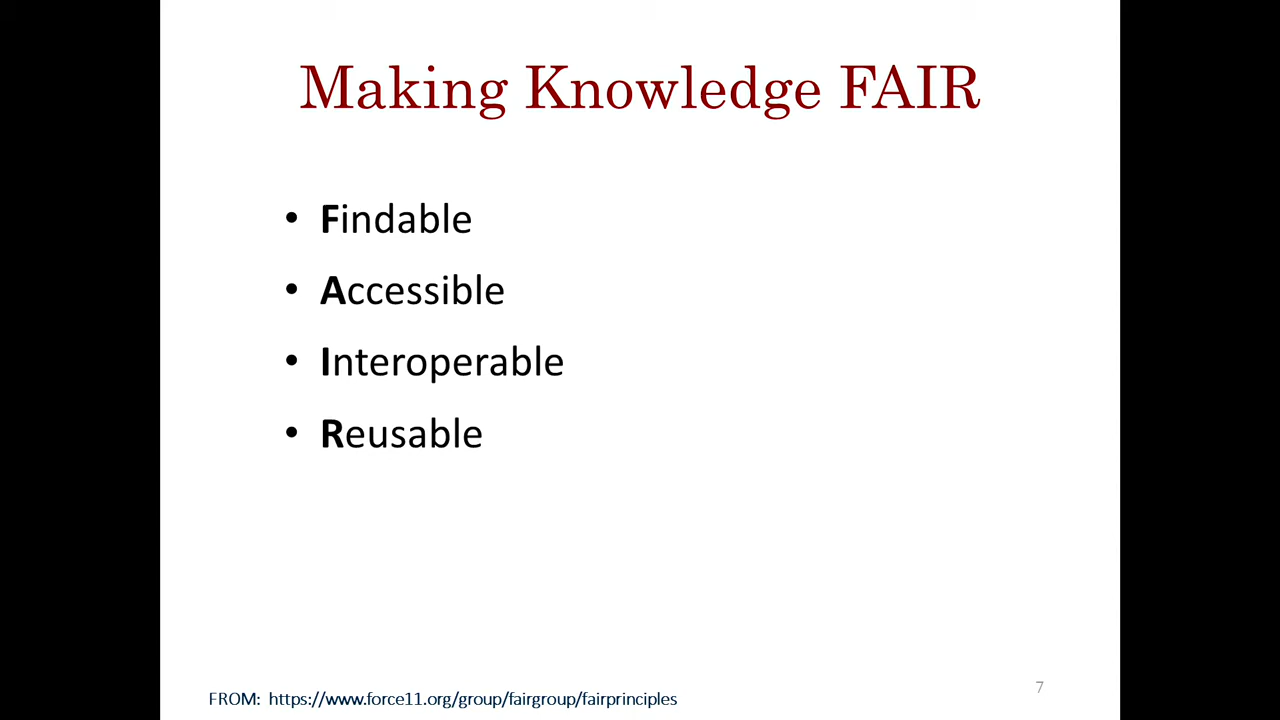 Making Knowledge FAIR
• Findable
• Accessible
• Interoperable
• Reusable
FROM: https://www.force11.org/group/fairgroup/fairprinciples
7